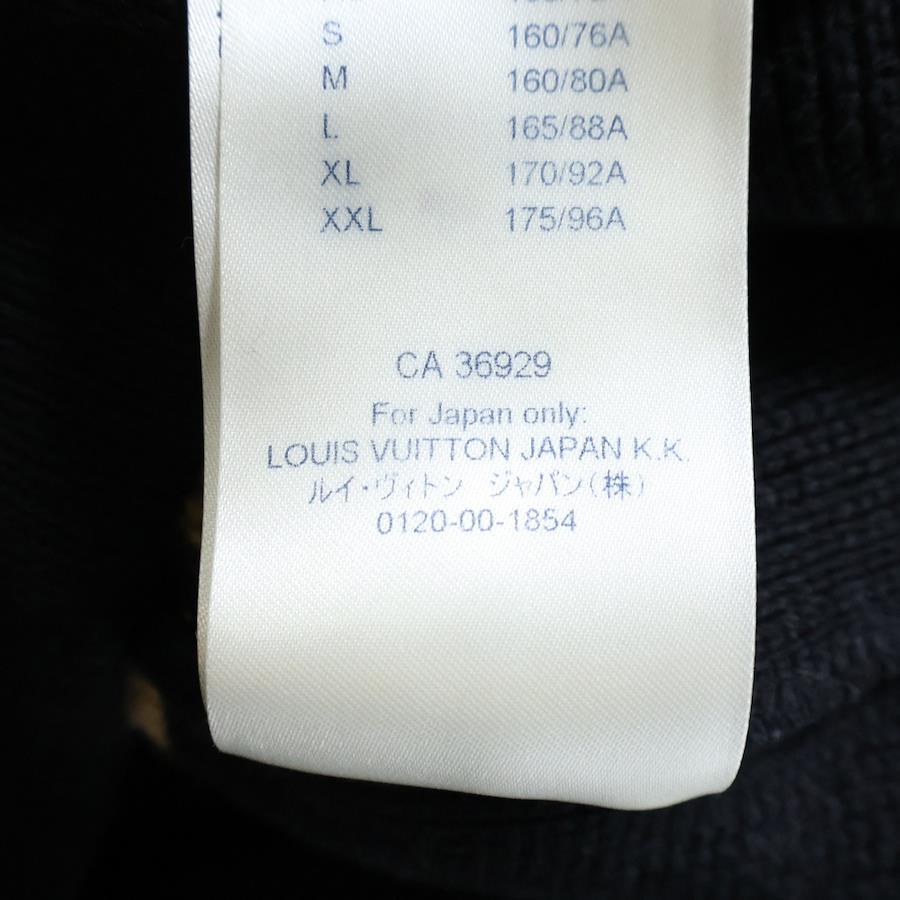 S 160/76A
M 160/80A
L 165/88A
XL 170/92A
XXL 175/96A
CA 36929
For Japan only:
LOUIS VUITTON JAPAN K.K.
ルイ・ヴィトン ジャパン(株)
0120-00-1854